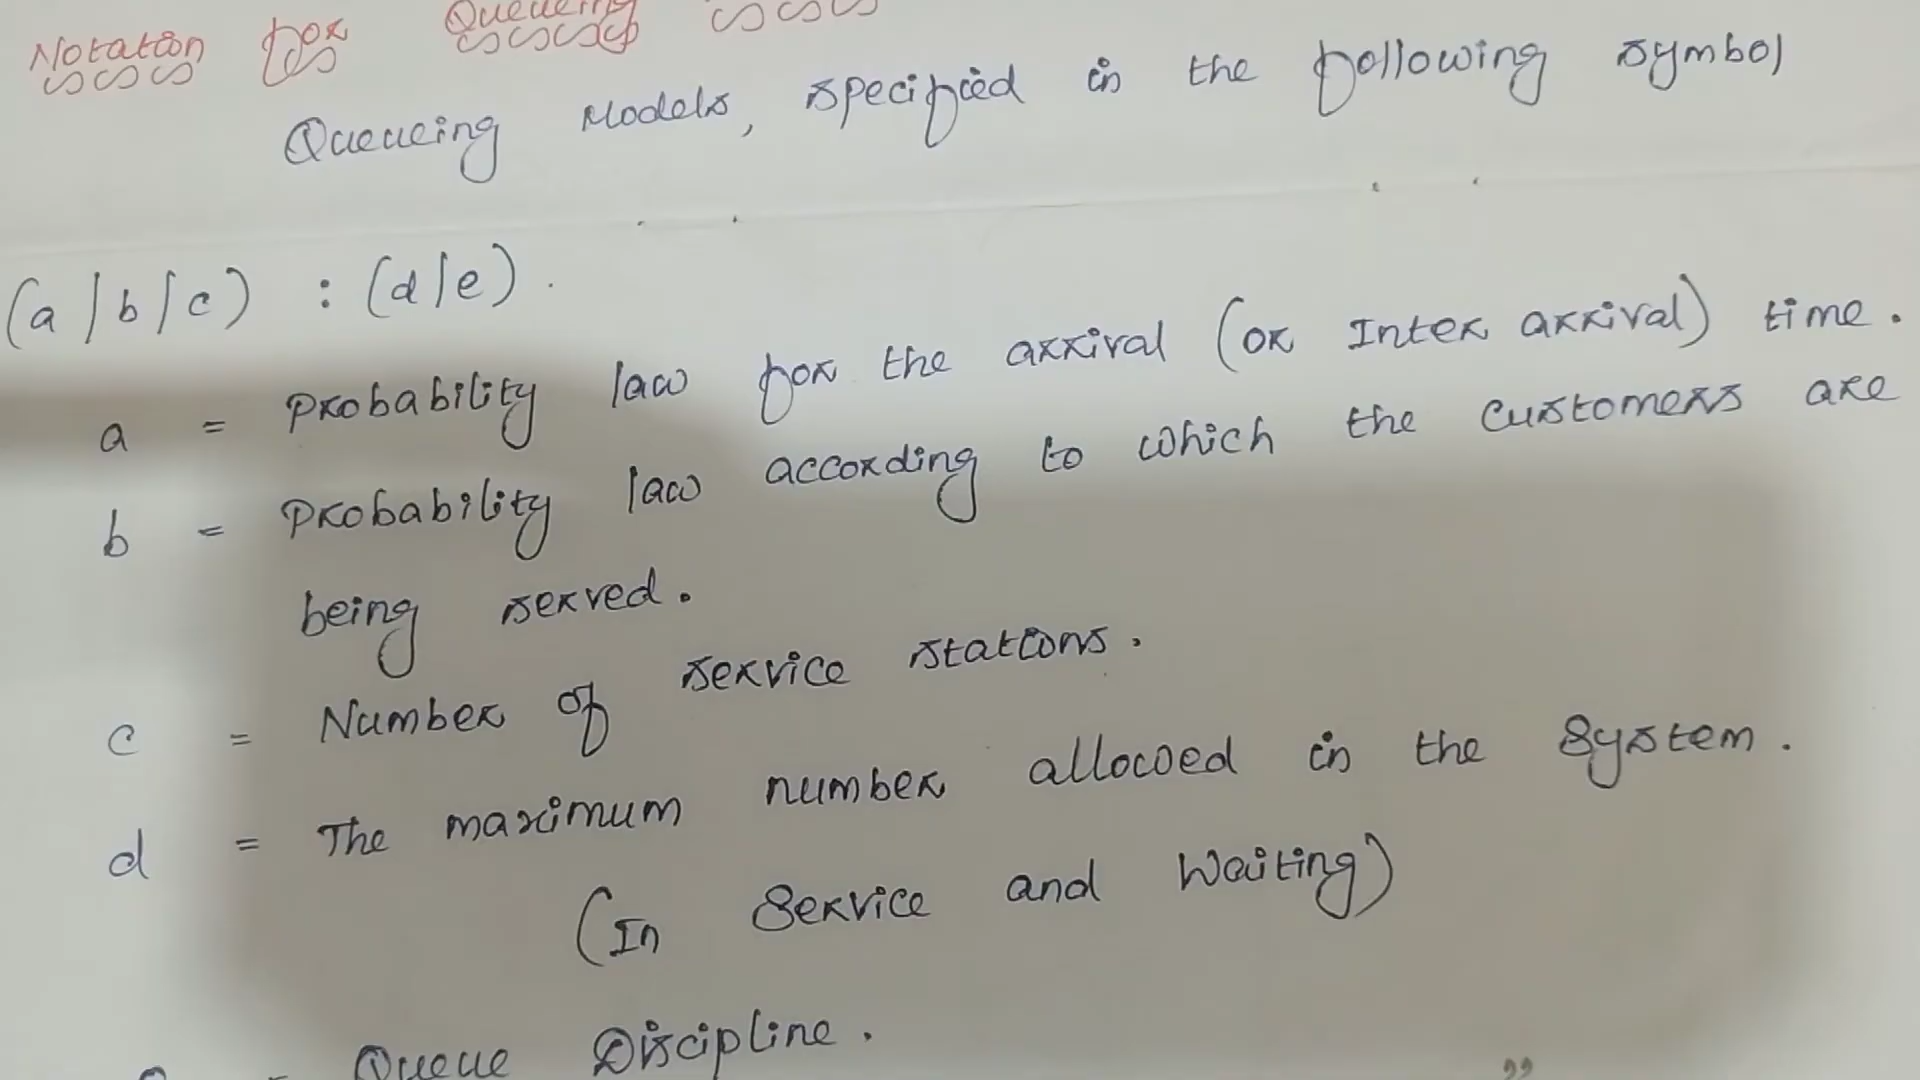 Notation for Queueing
Queueing Models, specified in the following symbol
(a/b/c) : (d/e).
a = Probability law for the arrival (or Inter arrival) time.
b = Probability law according to which the customers are
being served.
c = Number of service stations.
d = The maximum number allowed in the System.
(In Service and Waiting)
= Queue Discipline.